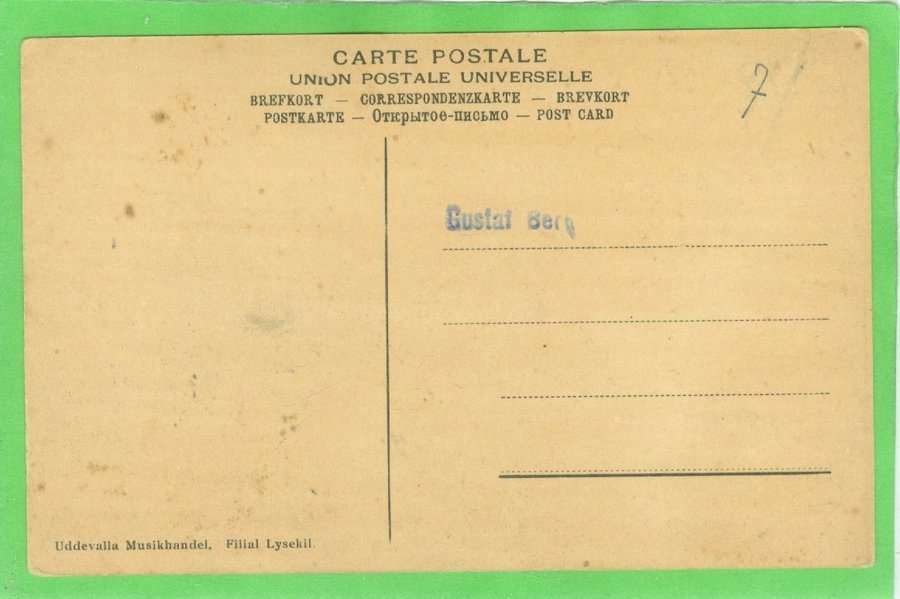 CARTE POSTALE
UNION POSTALE UNIVERSELLE
BREFKORT — CORRESPONDENZKARTE — BREVKORT
POSTKARTE — Открытое-письмо — POST CARD
7
Gustaf Berg
Uddevalla Musikhandel. Filial Lysekil.